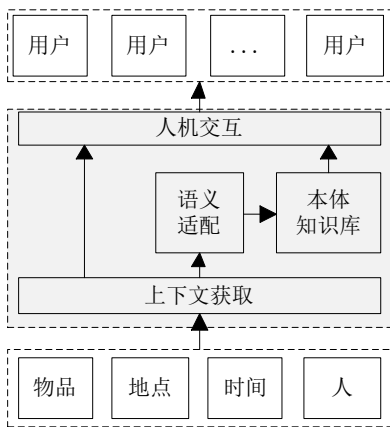 用户 用户 ... 用户
人机交互
语义
适配
本体
知识库
上下文获取
物品 地点 时间 人